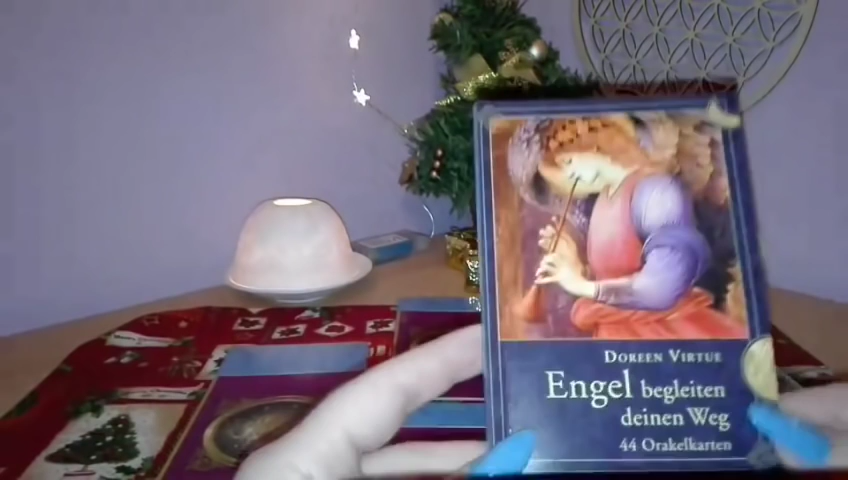 DOREEN VIRTUE
Engel begleiten
deinen Weg
44 Orakelkarten